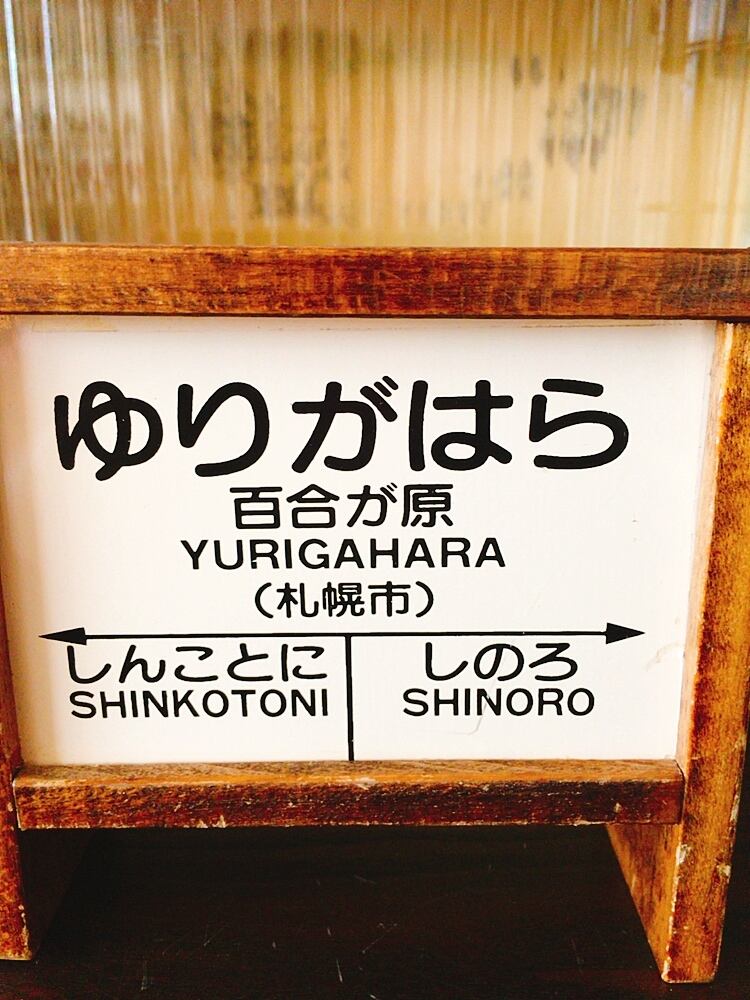 ゆりがはら
百合が原
YURIGAHARA
(札幌市)
しんことに しのろ
SHINKOTONI SHINORO